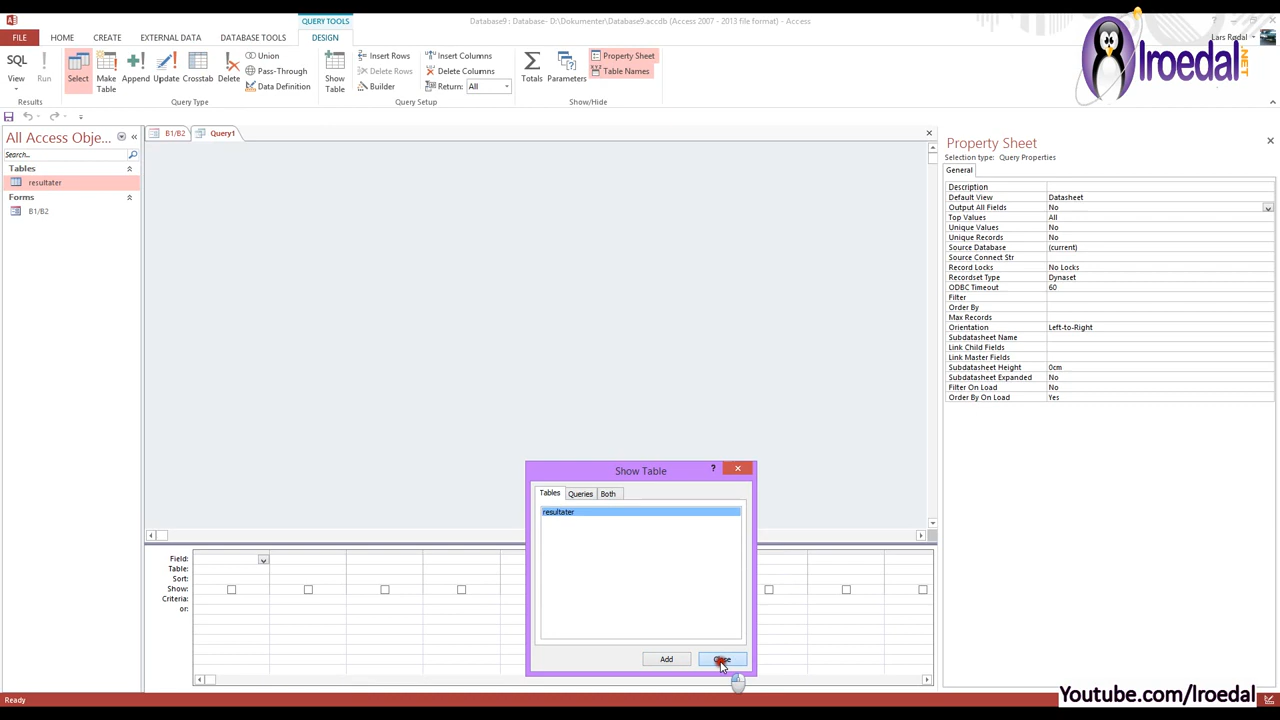 QUERY TOOLS
Database9 : Database- D:\Dokumenter\Database9.accdb (Access 2007 - 2013 file format) - Access
FILE HOME CREATE EXTERNAL DATA DATABASE TOOLS DESIGN
Lars Rødal
lroedal.NET
SQL
View
Run
Select
Make
Table
Append
Update
Crosstab
Delete
Union
Pass-Through
Data Definition
Show
Table
Insert Rows
Delete Rows
Builder
Insert Columns
Delete Columns
Return: All
Totals
Parameters
Property Sheet
Table Names
Results
Query Type
Query Setup
Show/Hide
All Access Obje...
Search...
Tables
resultater
Forms
B1/B2
B1/B2
Query1
Property Sheet
Selection type: Query Properties
General
Description
Default View Datasheet
Output All Fields No
Top Values All
Unique Values No
Unique Records No
Source Database (current)
Source Connect Str
Record Locks No Locks
Recordset Type Dynaset
ODBC Timeout 60
Filter
Order By
Max Records
Orientation Left-to-Right
Subdatasheet Name
Link Child Fields
Link Master Fields
Subdatasheet Height 0cm
Subdatasheet Expanded No
Filter On Load No
Order By On Load Yes
Show Table
?
Tables Queries Both
resultater
Add
Field:
Table:
Sort:
Show:
Criteria:
or:
Ready
Youtube.com/lroedal